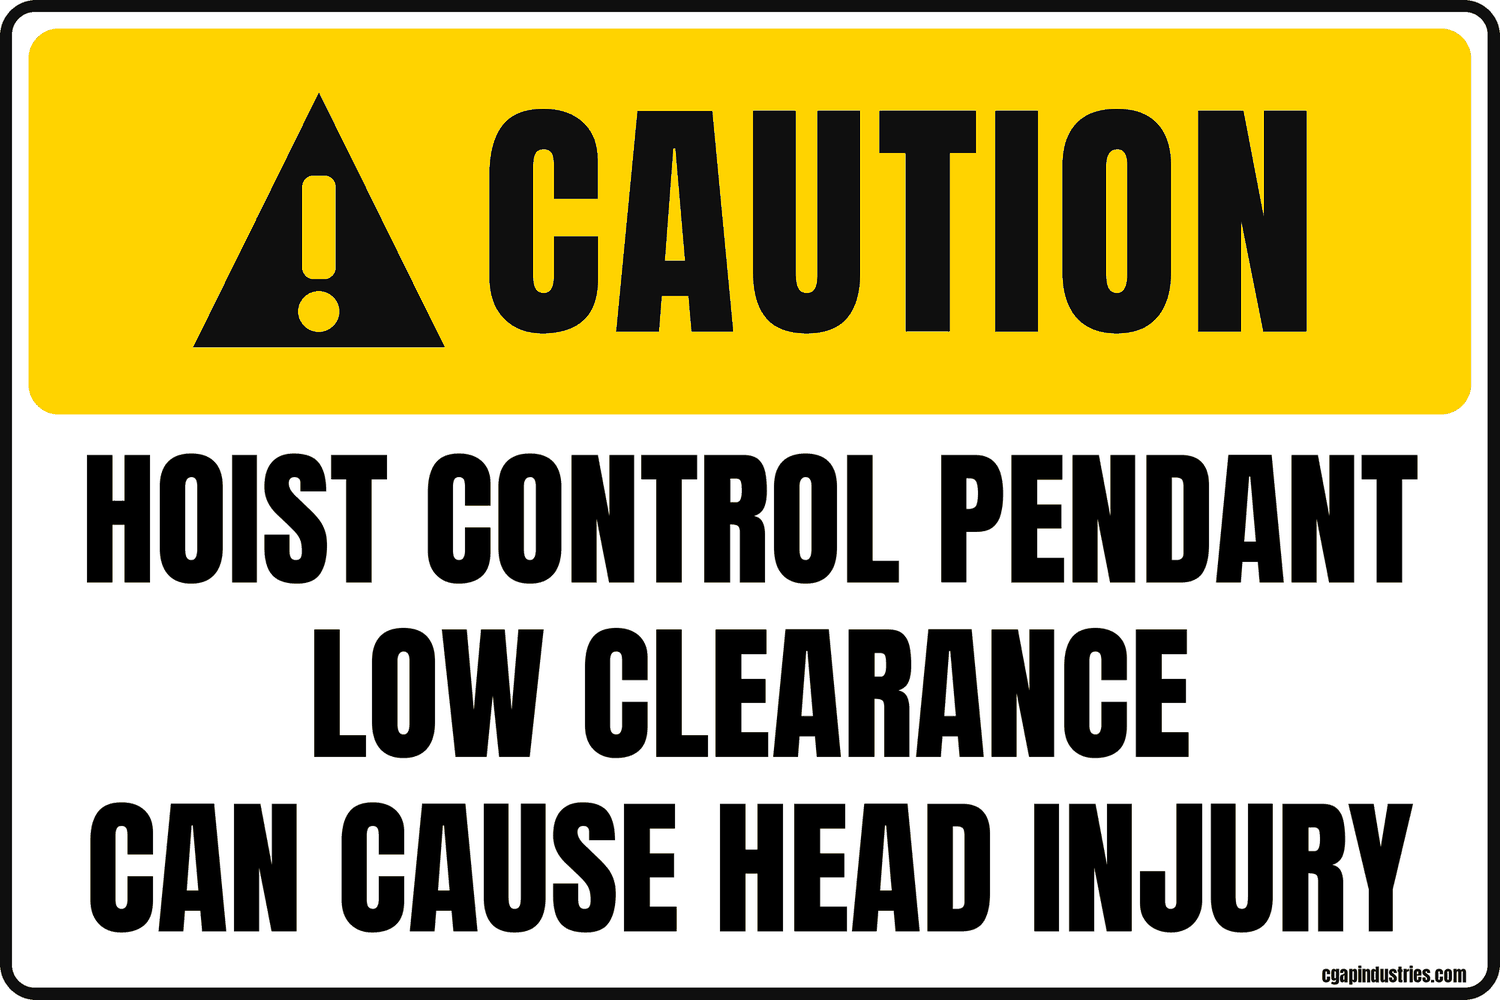 CAUTION
HOIST CONTROL PENDANT
LOW CLEARANCE
CAN CAUSE HEAD INJURY
cgapindustries.com